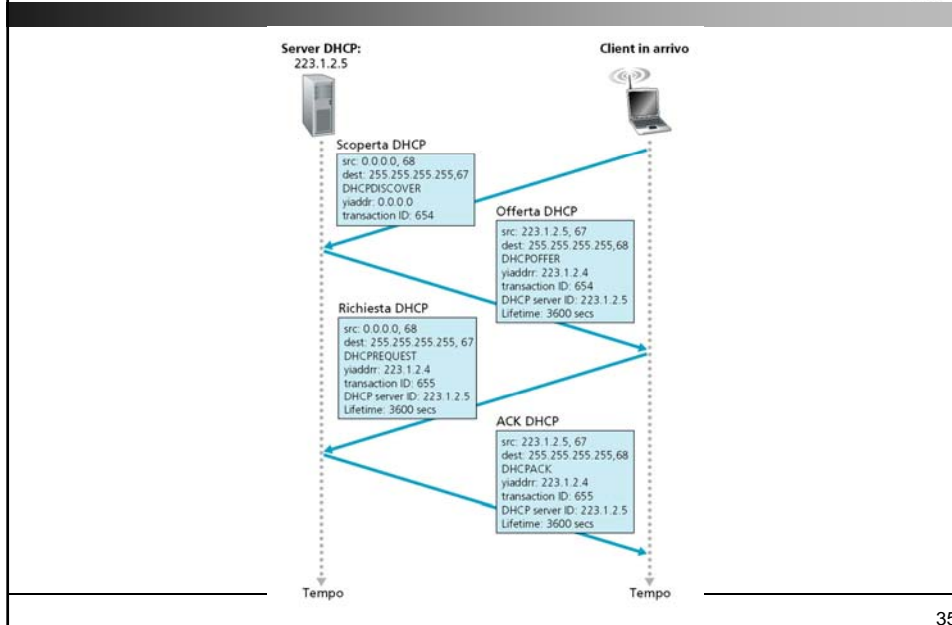 Server DHCP:
223.1.2.5
Client in arrivo
Scoperta DHCP
src: 0.0.0.0, 68
dest: 255.255.255.255,67
DHCPDISCOVER
yiaddr: 0.0.0.0
transaction ID: 654
Offerta DHCP
src: 223.1.2.5, 67
dest: 255.255.255.255,68
DHCPOFFER
yiaddrr: 223.1.2.4
transaction ID: 654
DHCP server ID: 223.1.2.5
Lifetime: 3600 secs
Richiesta DHCP
src: 0.0.0.0, 68
dest: 255.255.255.255, 67
DHCPREQUEST
yiaddrr: 223.1.2.4
transaction ID: 655
DHCP server ID: 223.1.2.5
Lifetime: 3600 secs
ACK DHCP
src: 223.1.2.5, 67
dest: 255.255.255.255,68
DHCPACK
yiaddrr: 223.1.2.4
transaction ID: 655
DHCP server ID: 223.1.2.5
Lifetime: 3600 secs
Tempo
Tempo
35